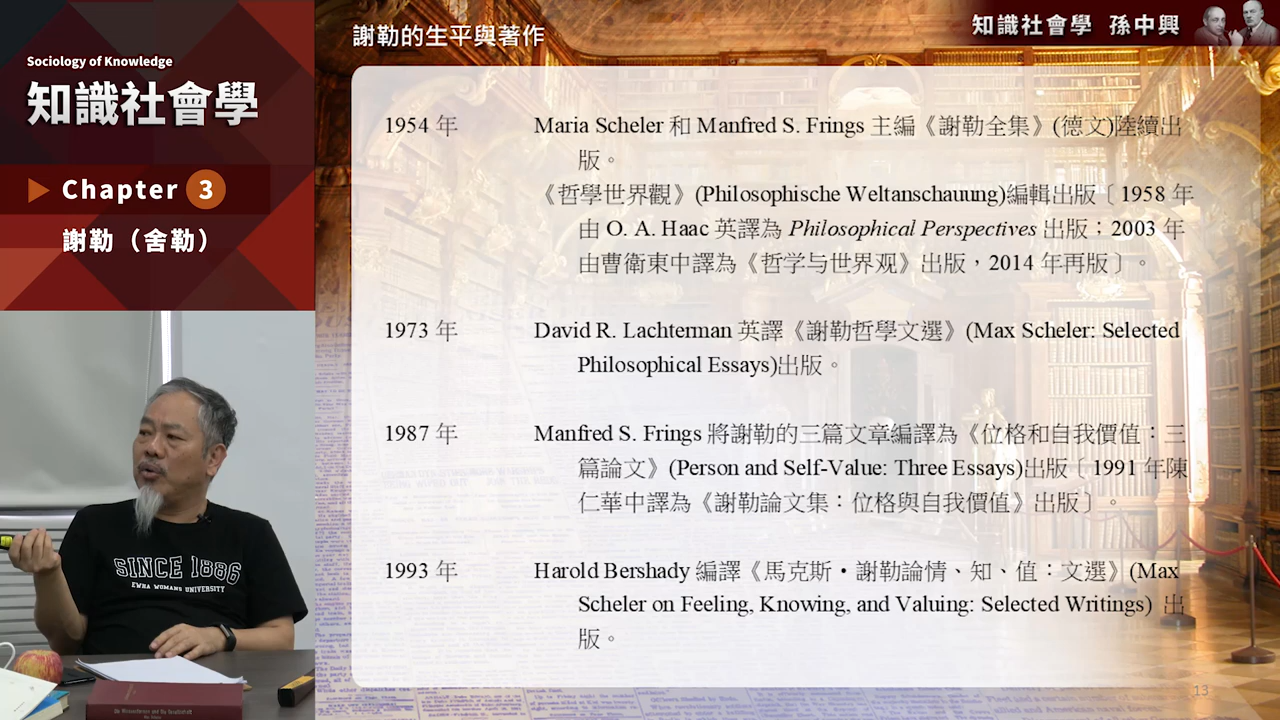 Sociology of Knowledge
知識社會學
Chapter 3
謝勒（舍勒）
謝勒的生平與著作
知識社會學 孫中興
1954 年 Maria Scheler 和 Manfred S. Frings 主編《謝勒全集》(德文)陸續出
版。
《哲學世界觀》(Philosophische Weltanschauung)編輯出版〔1958 年
由 O. A. Haac 英譯為 Philosophical Perspectives 出版；2003 年
由曹衛東中譯為《哲学与世界观》出版，2014 年再版〕。
1973 年 David R. Lachterman 英譯《謝勒哲學文選》(Max Scheler: Selected
Philosophical Essays)出版。
1987 年 Manfred S. Frings 將謝勒的三篇文章編譯為《位格和自我價值：三
篇論文》(Person and Self-Value: Three Essays)出版〔1991 年陳
仁華中譯為《謝勒論文集：位格與自我價值》出版〕。
1993 年 Harold Bershady 編譯《馬克斯·謝勒論情、知、值：文選》(Max
Scheler on Feeling, Knowing, and Valuing: Selected Writings) 出
版。
13
SINCE 1886
EWHA WOMANS UNIVERSITY